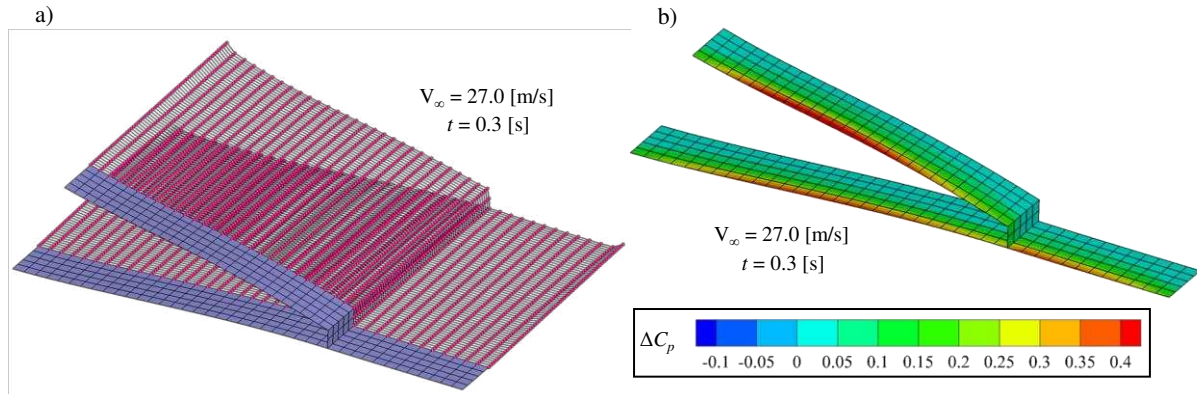 a)
V∞ = 27.0 [m/s]
t = 0.3 [s]
b)
V∞ = 27.0 [m/s]
t = 0.3 [s]
ΔCp
-0.1 -0.05 0 0.05 0.1 0.15 0.2 0.25 0.3 0.35 0.4